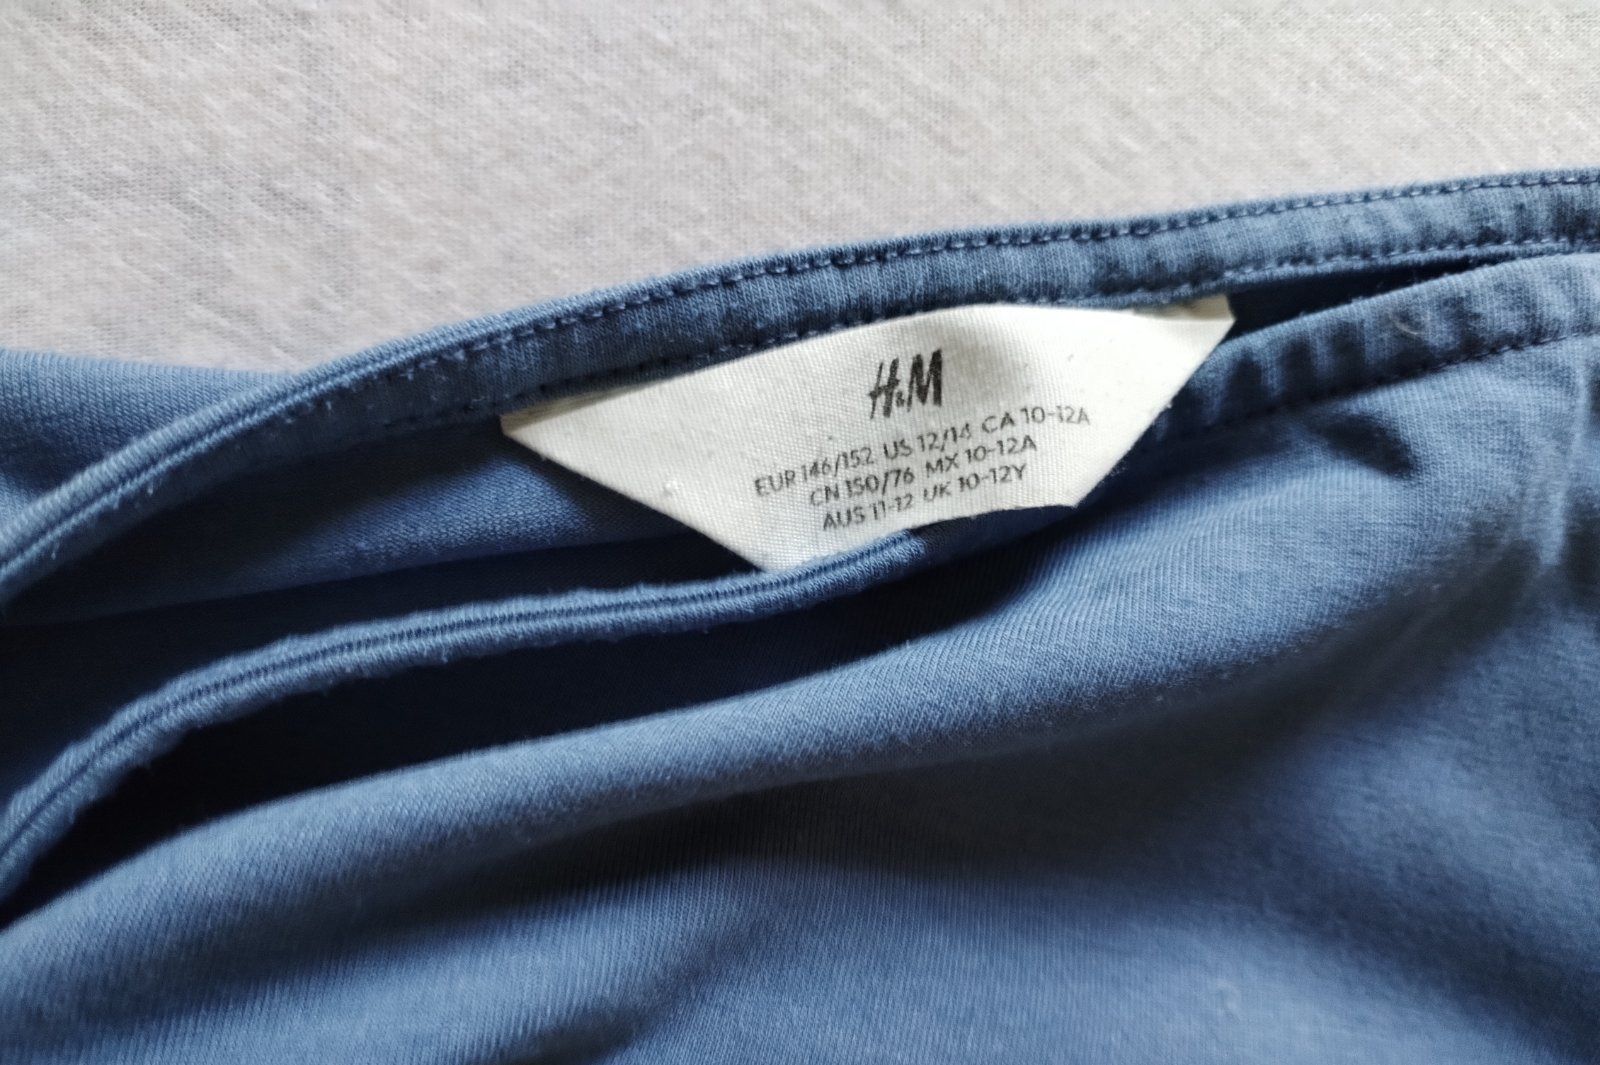 H&M
EUR 146/152 US 12/14 CA 10-12A
CN 150/76 MX 10-12A
AUS 11-12 UK 10-12Y